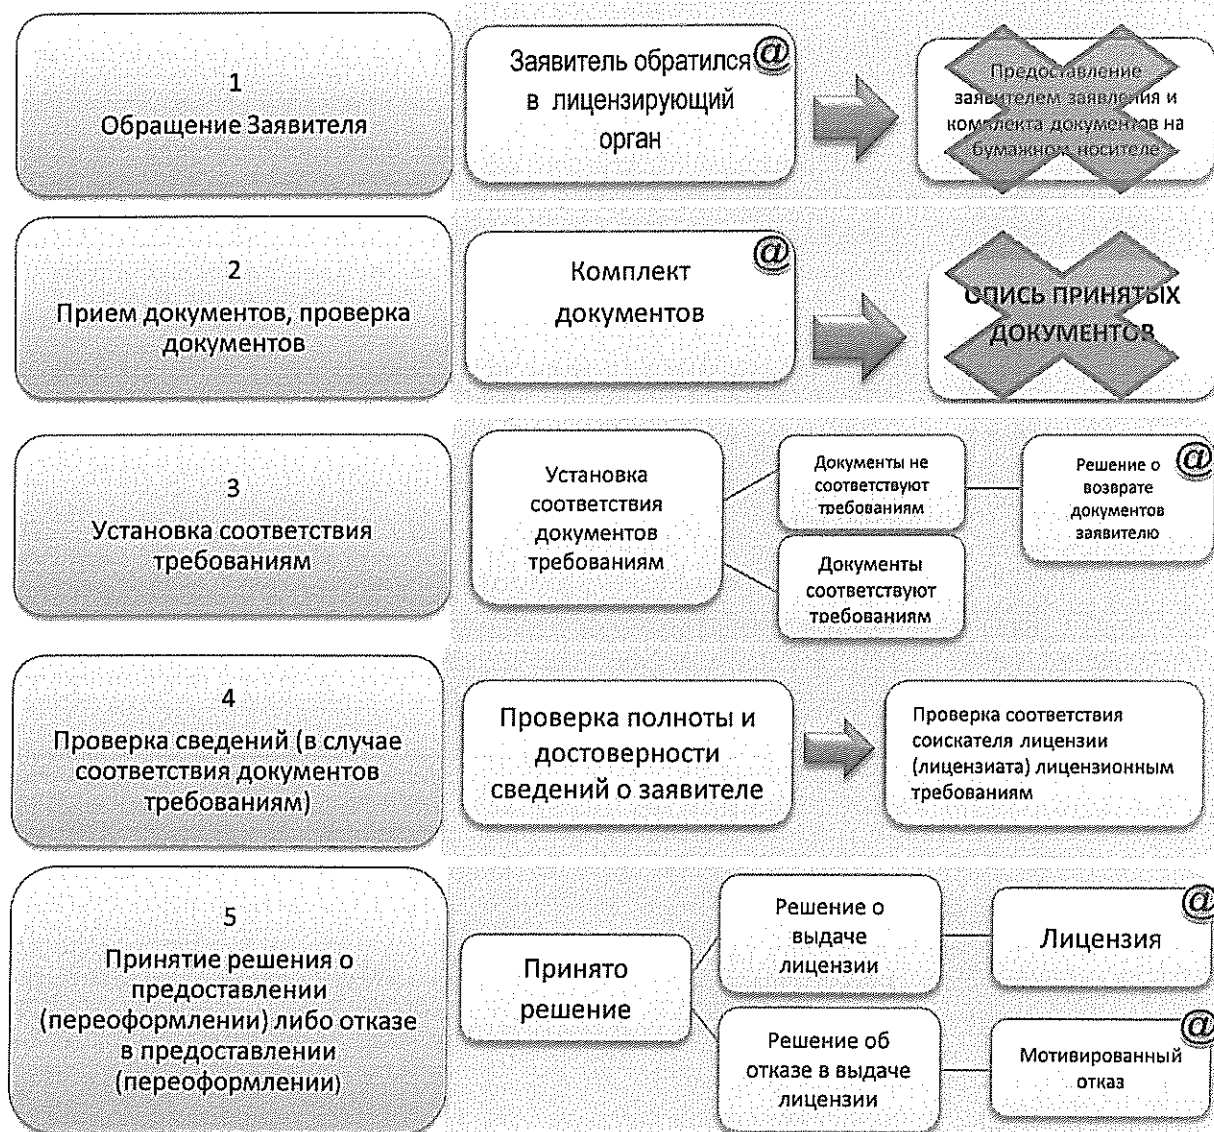 1
Обращение Заявителя
Заявитель обратился
в лицензирующий
орган
@
Предоставление
заявителем заявления и
комплекта документов на
бумажном носителе
2
Прием документов, проверка
документов
Комплект
документов
@
ОПИСЬ ПРИНЯТЫХ
ДОКУМЕНТОВ
3
Установка соответствия
требованиям
Установка
соответствия
документов
требованиям
Документы не
соответствуют
требованиям
Решение о
возврате
документов
заявителю
@
Документы
соответствуют
требованиям
4
Проверка сведений (в случае
соответствия документов
требованиям)
Проверка полноты и
достоверности
сведений о заявителе
Проверка соответствия
соискателя лицензии
(лицензиата) лицензионным
требованиям
5
Принятие решения о
предоставлении
(переоформлении) либо отказе
в предоставлении
(переоформлении)
Принято
решение
Решение о
выдаче
лицензии
Лицензия
@
Решение об
отказе в выдаче
лицензии
Мотивированный
отказ
@